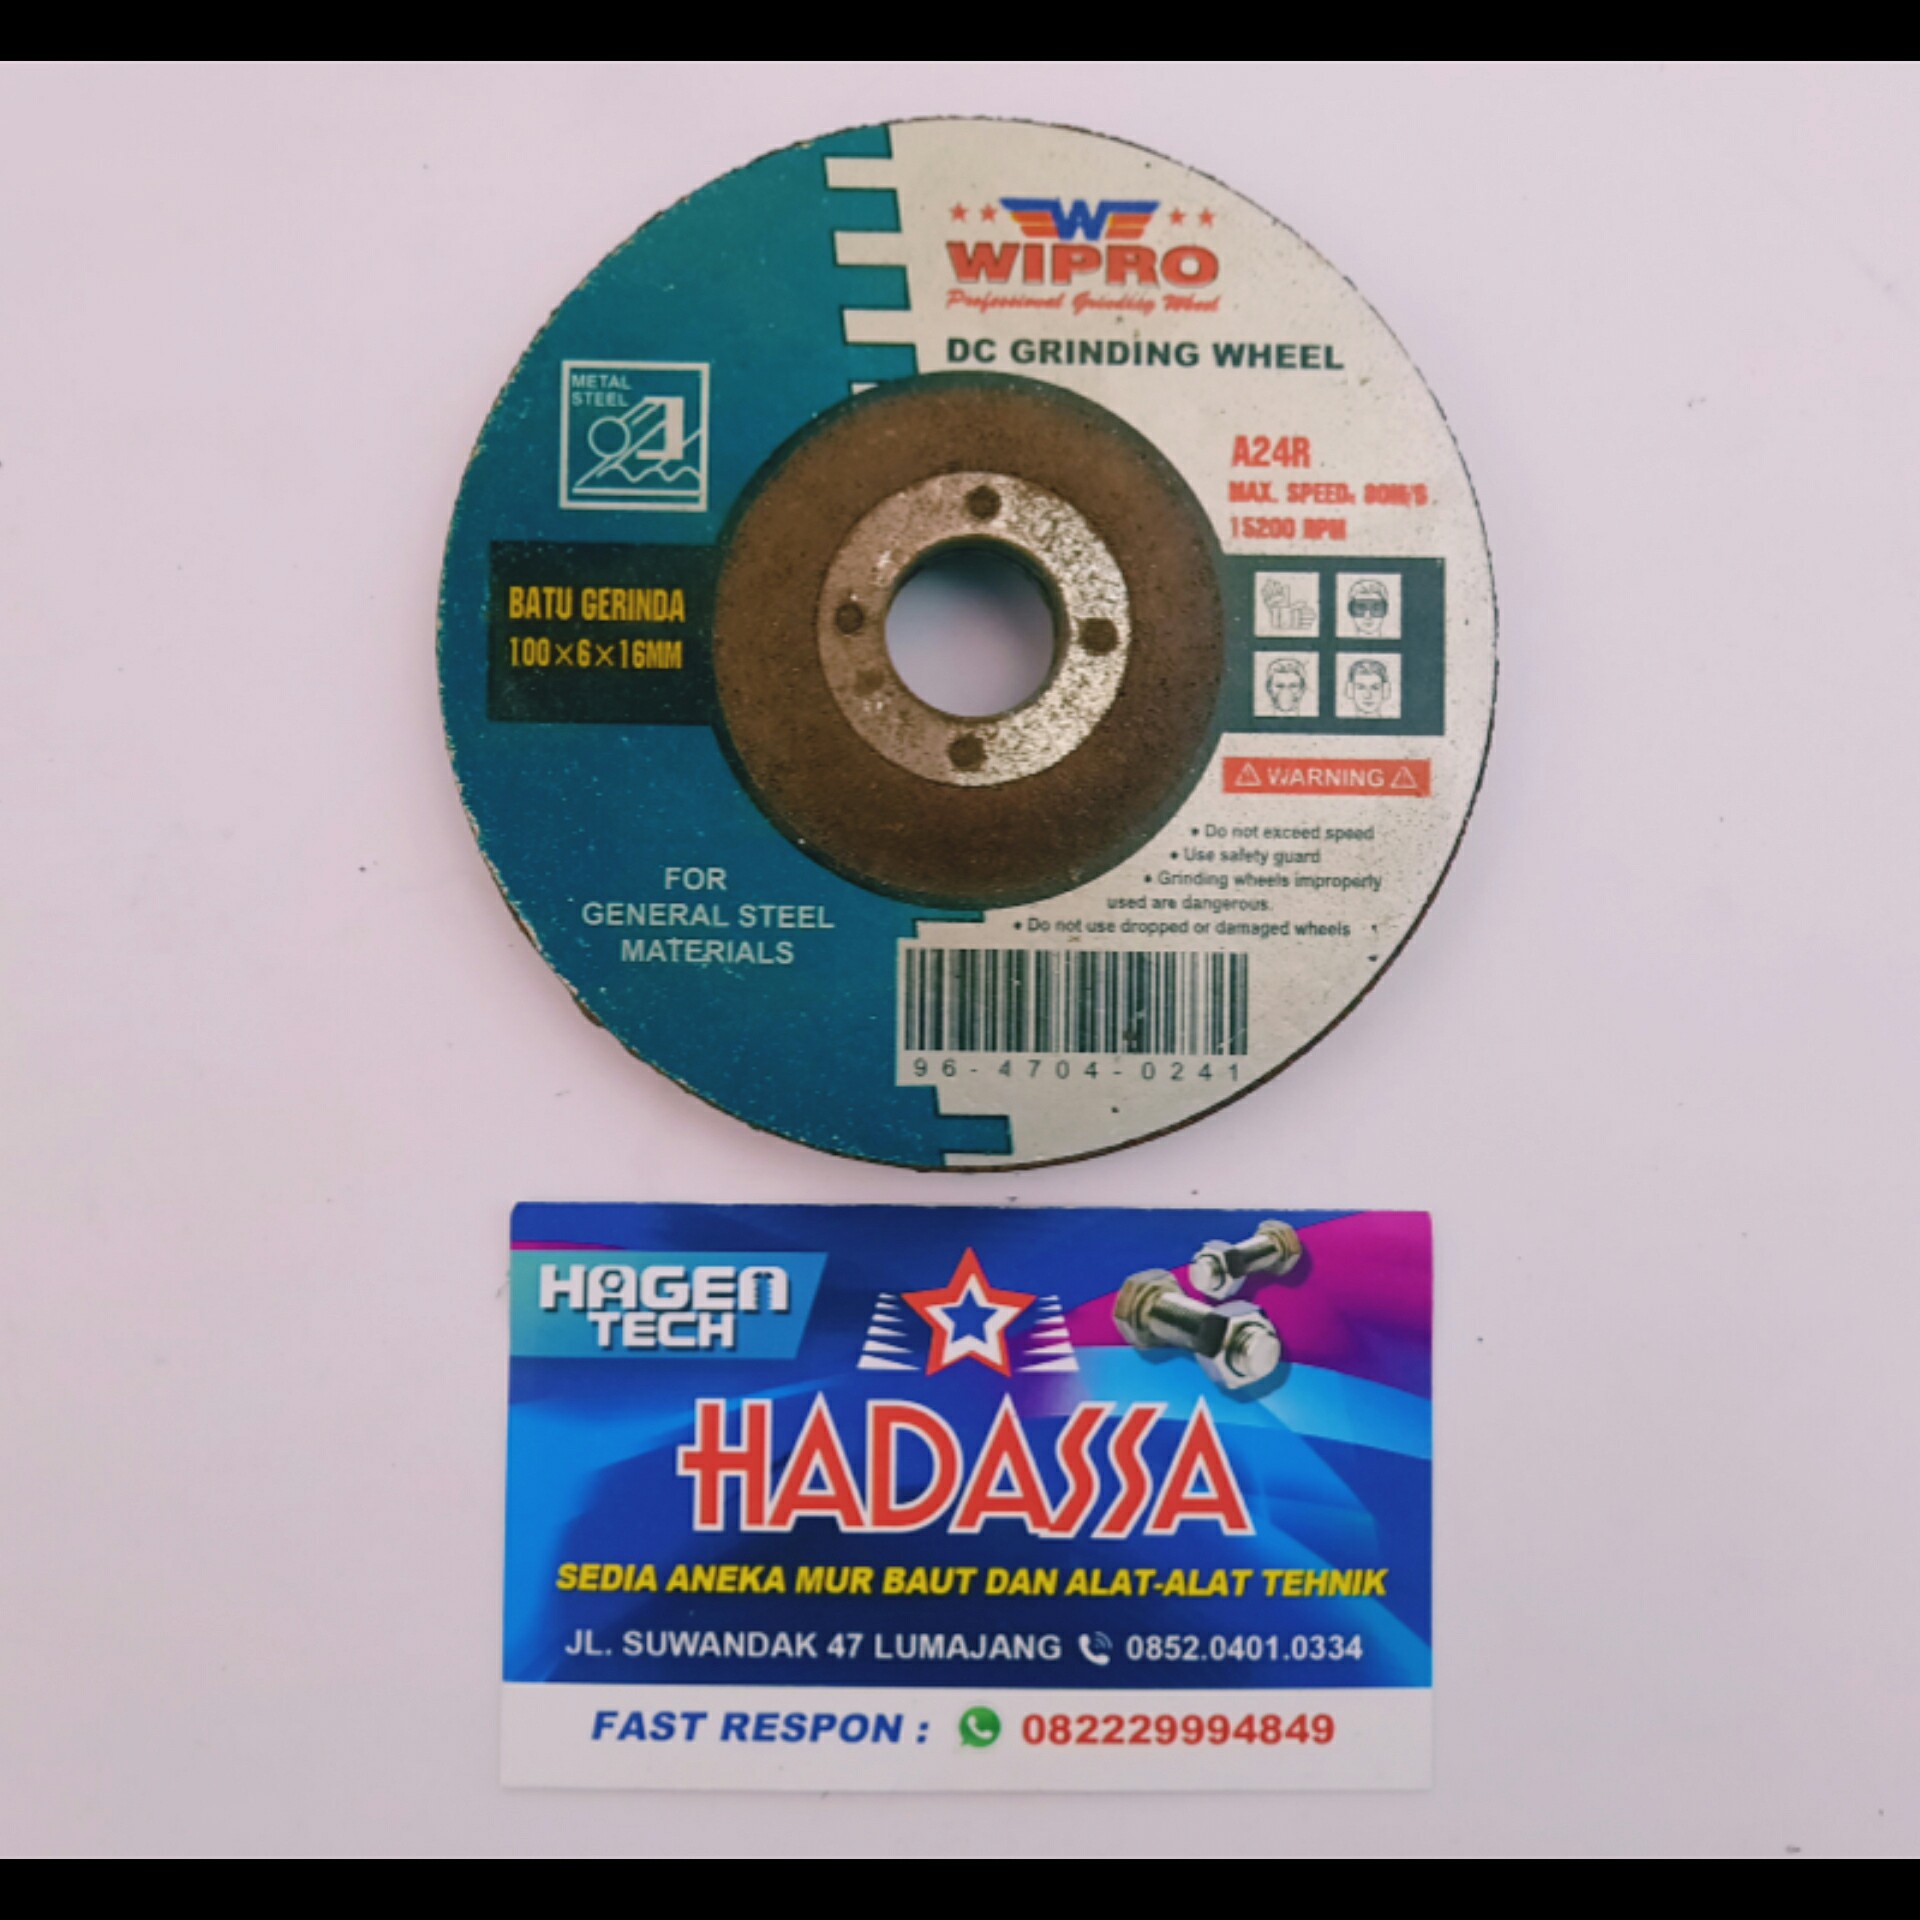 W
WIPRO
Professional Grinding Wheel
DC GRINDING WHEEL
METAL
STEEL
A24R
MAX. SPEED: 80M/S
15200 RPM
BATU GERINDA
100×6×16MM
WARNING
• Do not exceed speed
• Use safety guard
• Grinding wheels improperly
used are dangerous.
• Do not use dropped or damaged wheels
FOR
GENERAL STEEL
MATERIALS
96-4704-0241
HAGEN
TECH
HADASSA
SEDIA ANEKA MUR BAUT DAN ALAT-ALAT TEHNIK
JL. SUWANDAK 47 LUMAJANG 0852.0401.0334
FAST RESPON : 082229994849